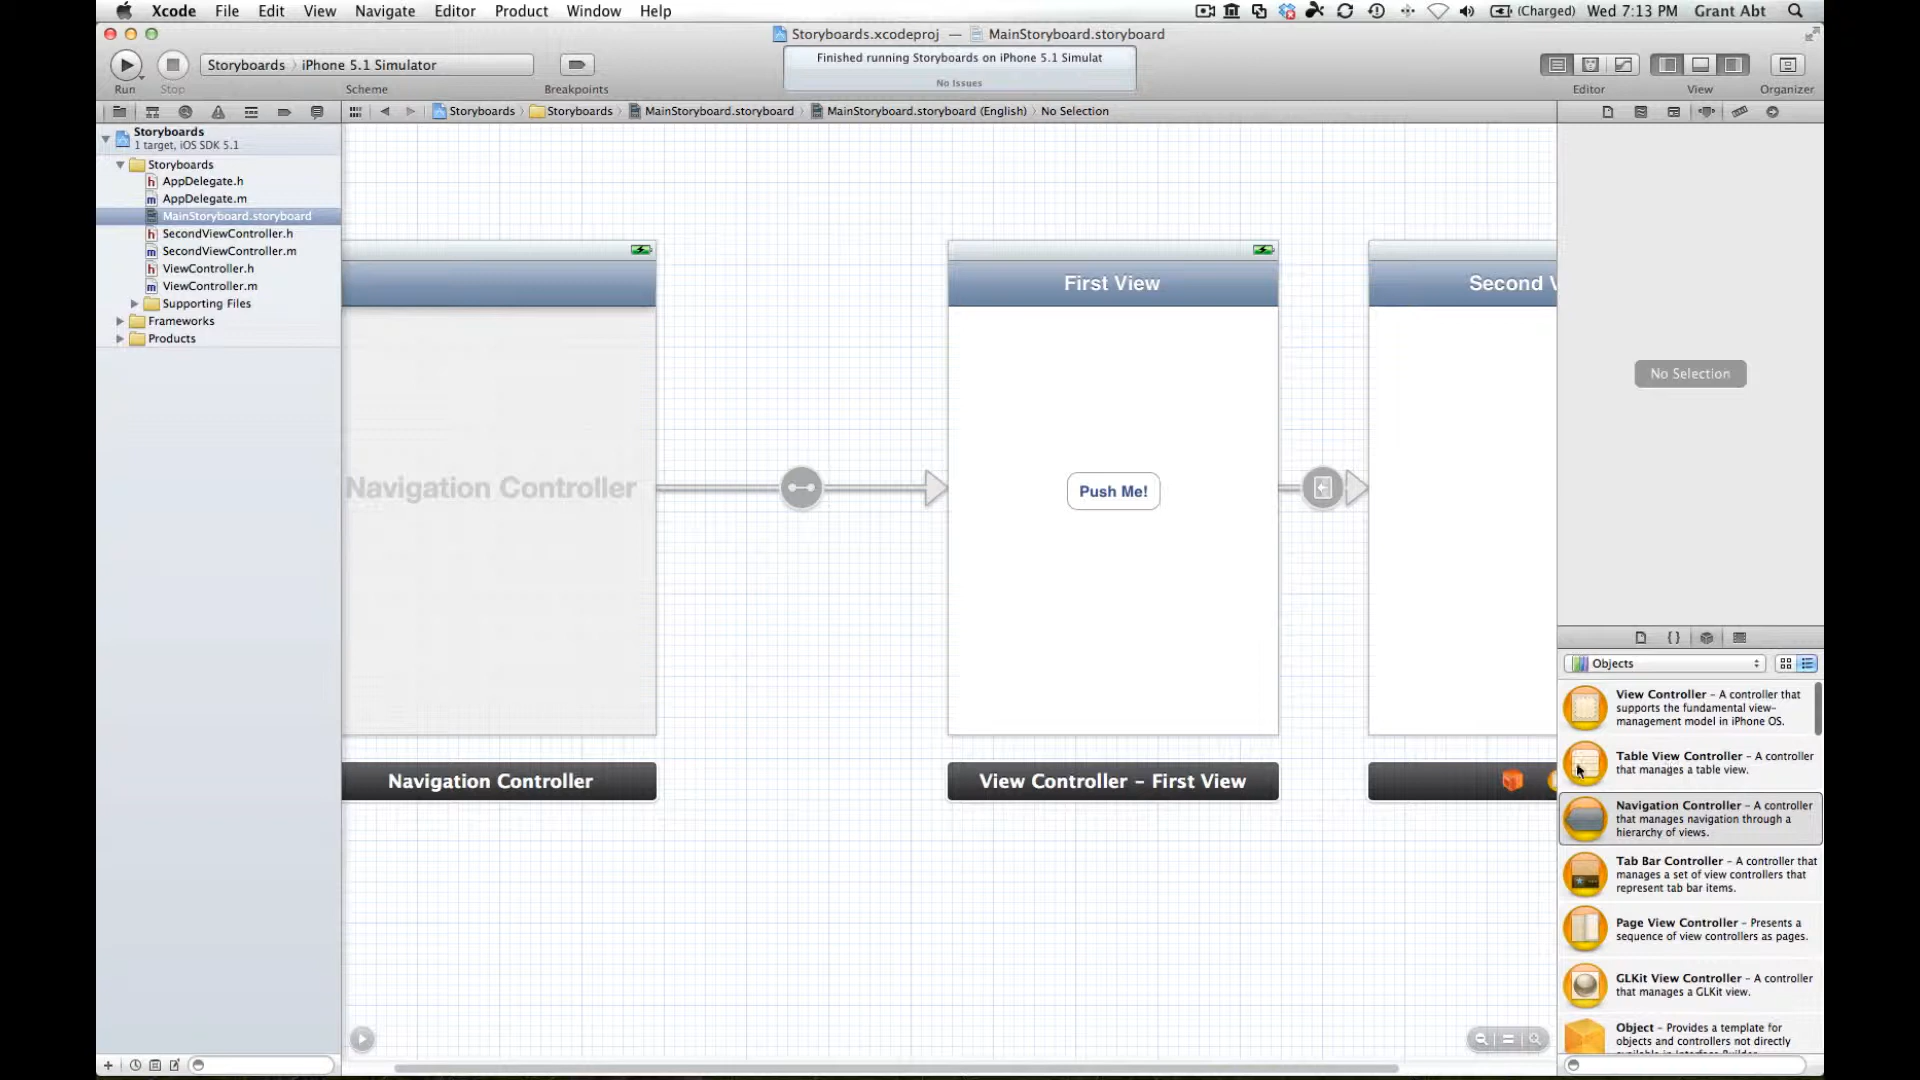 Xcode File Edit View Navigate Editor Product Window Help (Charged) Wed 7:13 PM Grant Abt
Storyboards.xcodeproj — MainStoryboard.storyboard
Storyboards iPhone 5.1 Simulator
Finished running Storyboards on iPhone 5.1 Simulat
No Issues
Run Stop Scheme Breakpoints Editor View Organizer
Storyboards Storyboards MainStoryboard.storyboard MainStoryboard.storyboard (English) No Selection
Storyboards
1 target, iOS SDK 5.1
Storyboards
AppDelegate.h
AppDelegate.m
MainStoryboard.storyboard
SecondViewController.h
SecondViewController.m
ViewController.h
ViewController.m
Supporting Files
Frameworks
Products
Navigation Controller
Navigation Controller
First View
Push Me!
View Controller – First View
Second V
No Selection
{ }
Objects
View Controller – A controller that
supports the fundamental view-
management model in iPhone OS.
Table View Controller – A controller
that manages a table view.
Navigation Controller – A controller
that manages navigation through a
hierarchy of views.
Tab Bar Controller – A controller that
manages a set of view controllers that
represent tab bar items.
Page View Controller – Presents a
sequence of view controllers as pages.
GLKit View Controller – A controller
that manages a GLKit view.
Object – Provides a template for
objects and controllers not directly
available in Interface Builder.